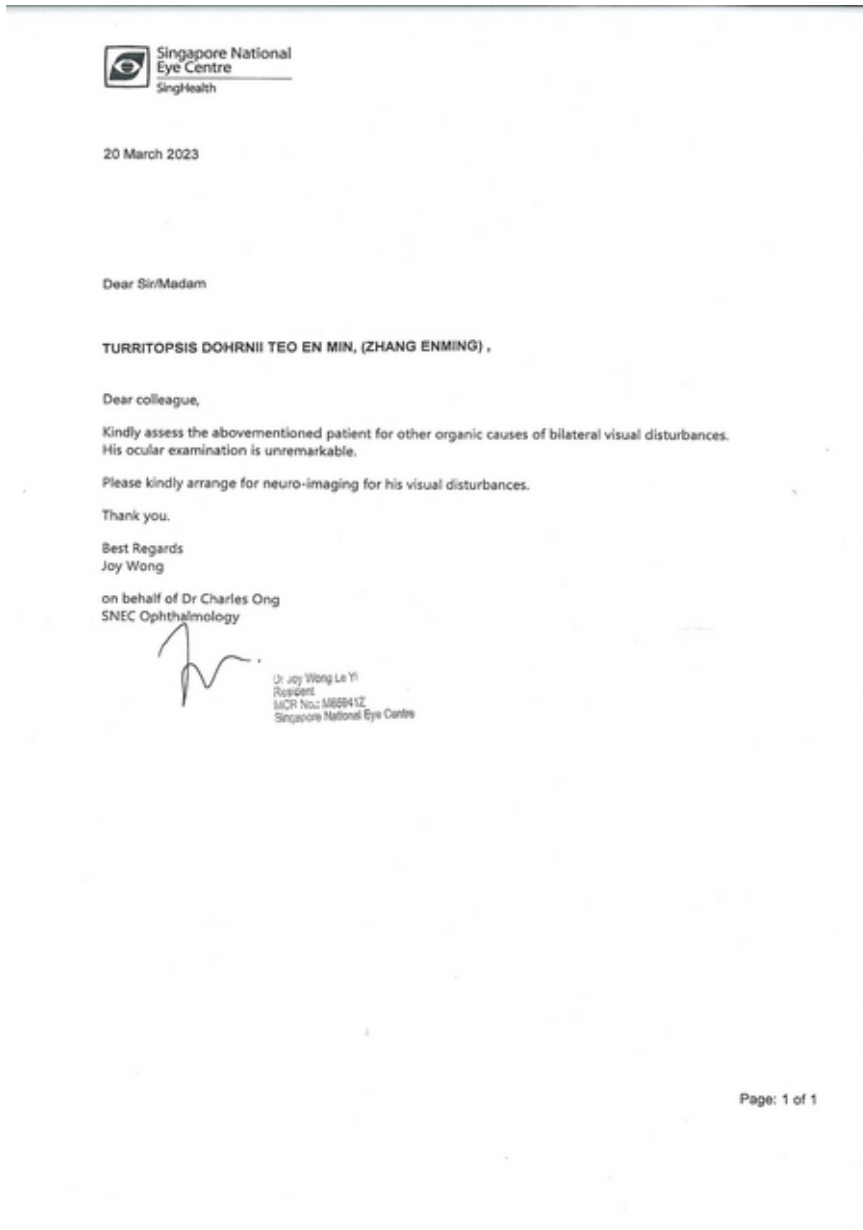 Singapore National
Eye Centre
SingHealth
20 March 2023
Dear Sir/Madam
TURRITOPSIS DOHRNII TEO EN MIN, (ZHANG ENMING) ,
Dear colleague,
Kindly assess the abovementioned patient for other organic causes of bilateral visual disturbances.
His ocular examination is unremarkable.
Please kindly arrange for neuro-imaging for his visual disturbances.
Thank you.
Best Regards
Joy Wong
on behalf of Dr Charles Ong
SNEC Ophthalmology
Dr Joy Wong Le Yi
Resident
MCR No.:
Singapore National Eye Centre
Page: 1 of 1